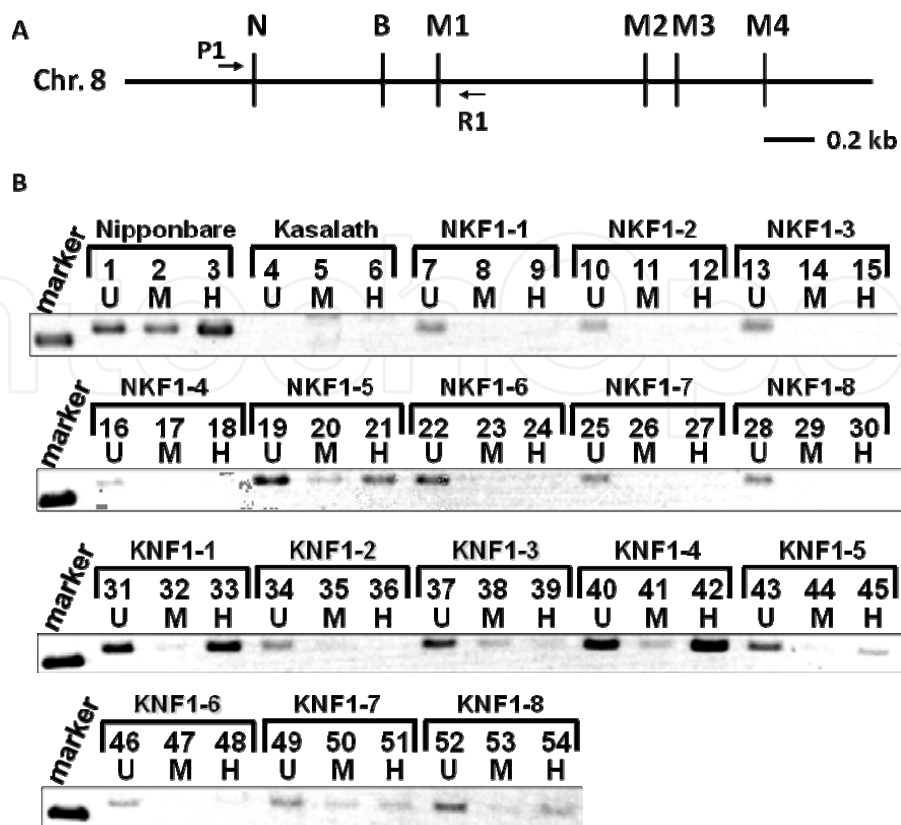 A
N B M1 M2 M3 M4
P1
Chr. 8
R1
0.2 kb
B
marker
Nipponbare Kasalath NKF1-1 NKF1-2 NKF1-3
1 2 3 4 5 6 7 8 9 10 11 12 13 14 15
U M H U M H U M H U M H U M H
marker
NKF1-4 NKF1-5 NKF1-6 NKF1-7 NKF1-8
16 17 18 19 20 21 22 23 24 25 26 27 28 29 30
U M H U M H U M H U M H U M H
marker
KNF1-1 KNF1-2 KNF1-3 KNF1-4 KNF1-5
31 32 33 34 35 36 37 38 39 40 41 42 43 44 45
U M H U M H U M H U M H U M H
marker
KNF1-6 KNF1-7 KNF1-8
46 47 48 49 50 51 52 53 54
U M H U M H U M H